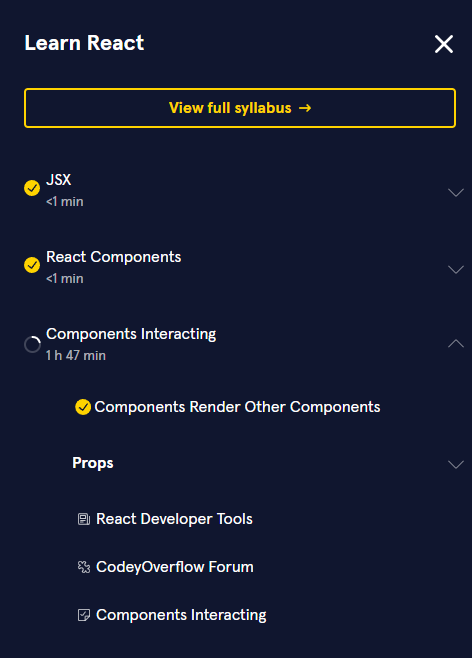 Learn React
View full syllabus →
JSX
<1 min
React Components
<1 min
Components Interacting
1 h 47 min
Components Render Other Components
Props
React Developer Tools
CodeyOverflow Forum
Components Interacting